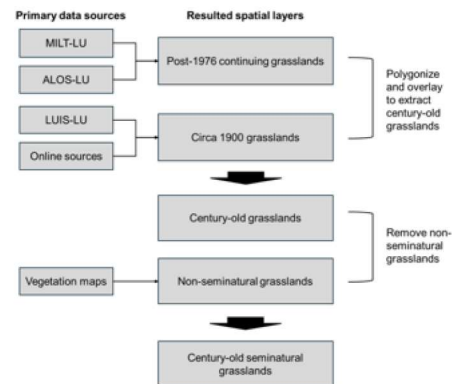 Primary data sources
Resulted spatial layers
MILT-LU
ALOS-LU
Post-1976 continuing grasslands
LUIS-LU
Online sources
Circa 1900 grasslands
Polygonize
and overlay
to extract
century-old
grasslands
Century-old grasslands
Vegetation maps
Non-seminatural grasslands
Remove non-
seminatural
grasslands
Century-old seminatural
grasslands